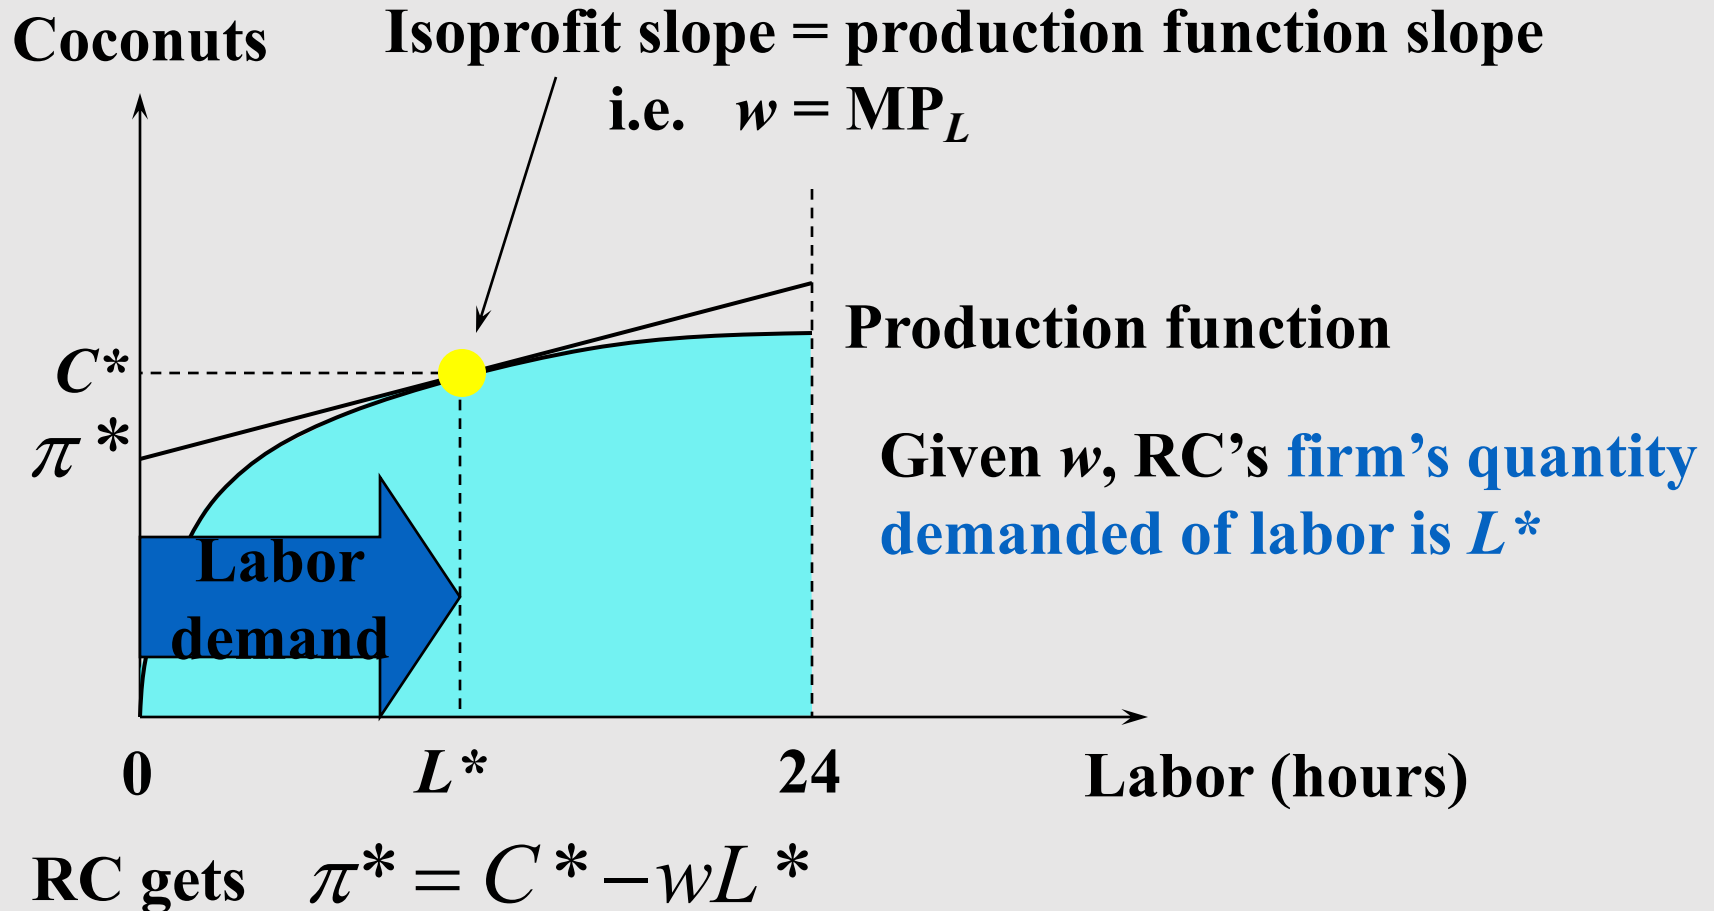 Coconuts
Isoprofit slope = production function slope
i.e. w = MP_L
Production function
C*
π*
Given w, RC’s firm’s quantity
demanded of labor is L*
Labor
demand
0
L*
24
Labor (hours)
RC gets π* = C* − wL*